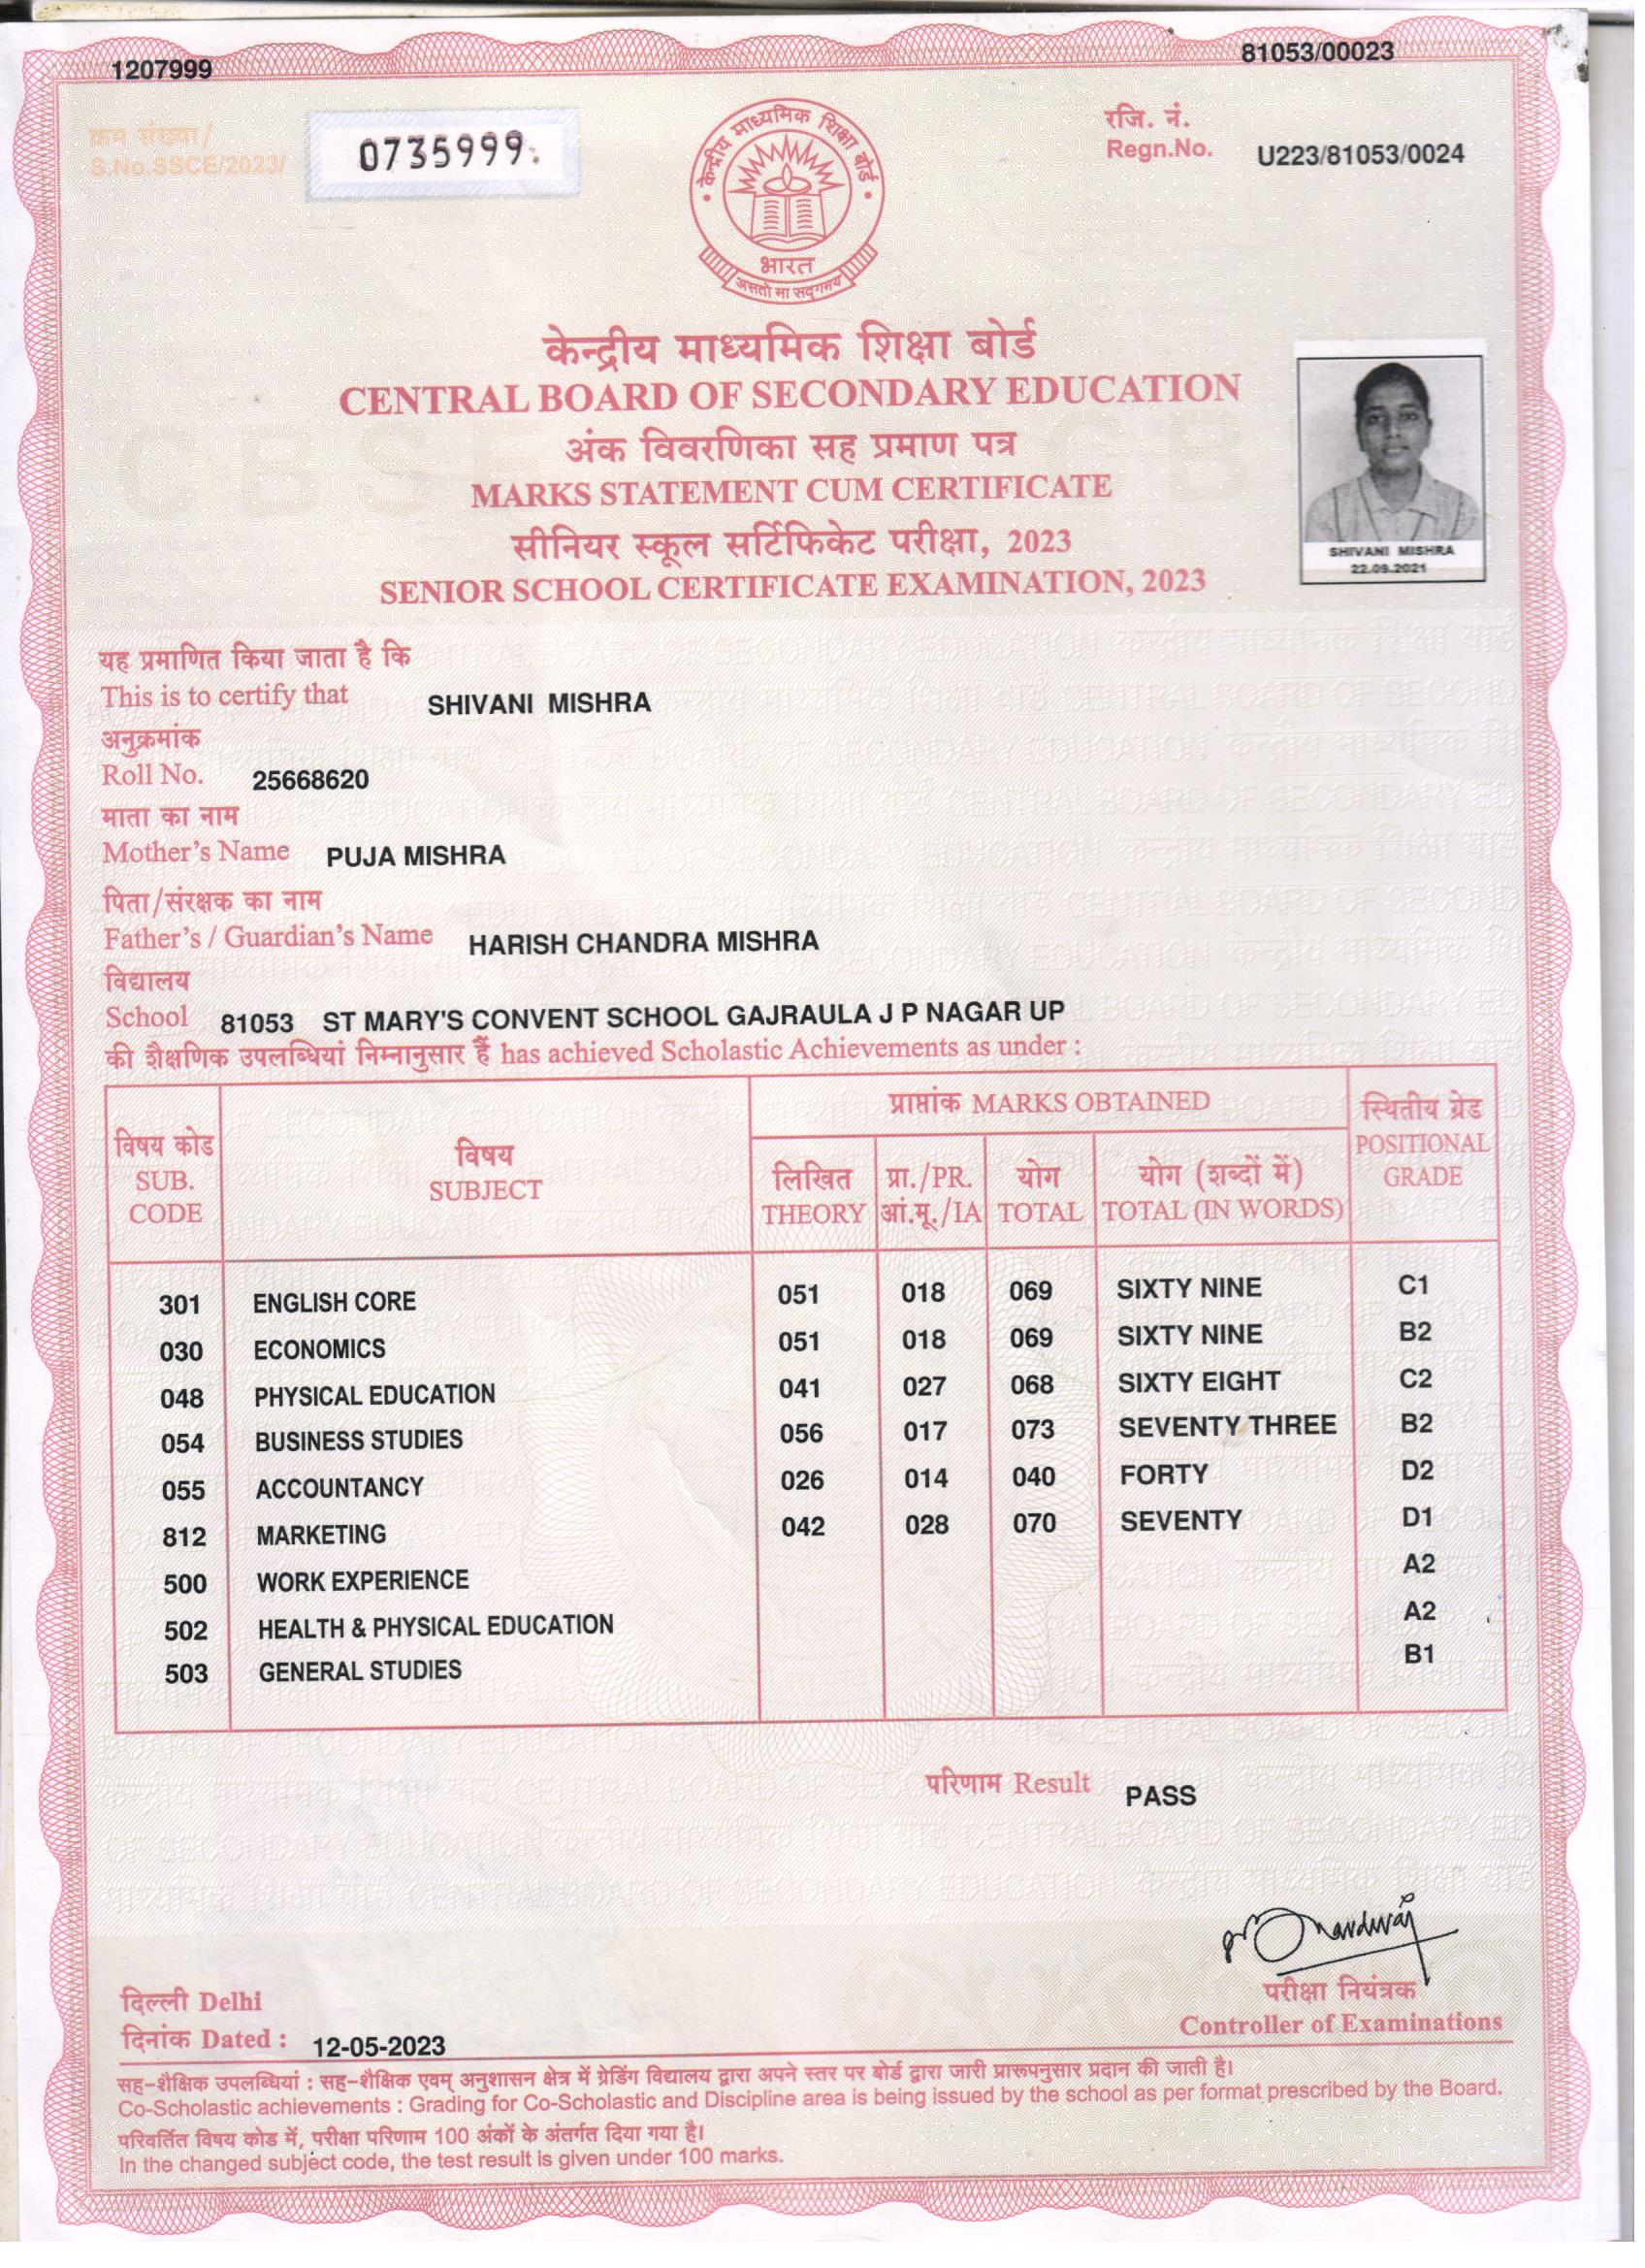 1207999
81053/00023
क्रम संख्या/
S.No.SSCE/2023/
0735999
रजि. नं.
Regn.No. U223/81053/0024
केन्द्रीय माध्यमिक शिक्षा बोर्ड
भारत
असतो मा सद्गमय
केन्द्रीय माध्यमिक शिक्षा बोर्ड
CENTRAL BOARD OF SECONDARY EDUCATION
अंक विवरणिका सह प्रमाण पत्र
MARKS STATEMENT CUM CERTIFICATE
सीनियर स्कूल सर्टिफिकेट परीक्षा, 2023
SENIOR SCHOOL CERTIFICATE EXAMINATION, 2023
SHIVANI MISHRA
22.09.2021
यह प्रमाणित किया जाता है कि
This is to certify that SHIVANI MISHRA
अनुक्रमांक
Roll No. 25668620
माता का नाम
Mother's Name PUJA MISHRA
पिता/संरक्षक का नाम
Father's / Guardian's Name HARISH CHANDRA MISHRA
विद्यालय
School 81053 ST MARY'S CONVENT SCHOOL GAJRAULA J P NAGAR UP
की शैक्षणिक उपलब्धियां निम्नानुसार हैं has achieved Scholastic Achievements as under :
विषय कोड
SUB.
CODE
विषय
SUBJECT
प्राप्तांक MARKS OBTAINED
लिखित
THEORY
प्रा./PR.
आं.मू./IA
योग
TOTAL
योग (शब्दों में)
TOTAL (IN WORDS)
स्थितीय ग्रेड
POSITIONAL
GRADE
301 ENGLISH CORE 051 018 069 SIXTY NINE C1
030 ECONOMICS 051 018 069 SIXTY NINE B2
048 PHYSICAL EDUCATION 041 027 068 SIXTY EIGHT C2
054 BUSINESS STUDIES 056 017 073 SEVENTY THREE B2
055 ACCOUNTANCY 026 014 040 FORTY D2
812 MARKETING 042 028 070 SEVENTY D1
500 WORK EXPERIENCE A2
502 HEALTH & PHYSICAL EDUCATION A2
503 GENERAL STUDIES B1
परिणाम Result PASS
दिल्ली Delhi
दिनांक Dated : 12-05-2023
परीक्षा नियंत्रक
Controller of Examinations
सह-शैक्षिक उपलब्धियां : सह-शैक्षिक एवम् अनुशासन क्षेत्र में ग्रेडिंग विद्यालय द्वारा अपने स्तर पर बोर्ड द्वारा जारी प्रारूपनुसार प्रदान की जाती है।
Co-Scholastic achievements : Grading for Co-Scholastic and Discipline area is being issued by the school as per format prescribed by the Board.
परिवर्तित विषय कोड में, परीक्षा परिणाम 100 अंकों के अंतर्गत दिया गया है।
In the changed subject code, the test result is given under 100 marks.